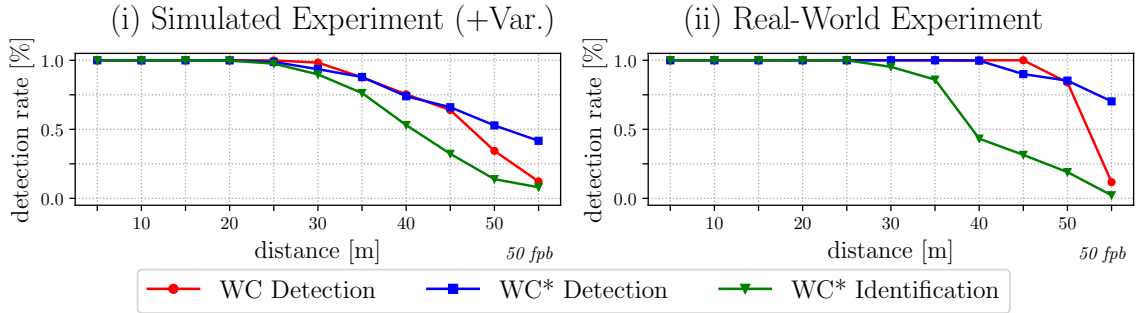 (i) Simulated Experiment (+Var.)
(ii) Real-World Experiment
detection rate [%]
1.0
0.5
0.0
10
20
30
40
50
distance [m]
50 fpb
detection rate [%]
1.0
0.5
0.0
10
20
30
40
50
distance [m]
50 fpb
WC Detection
WC* Detection
WC* Identification